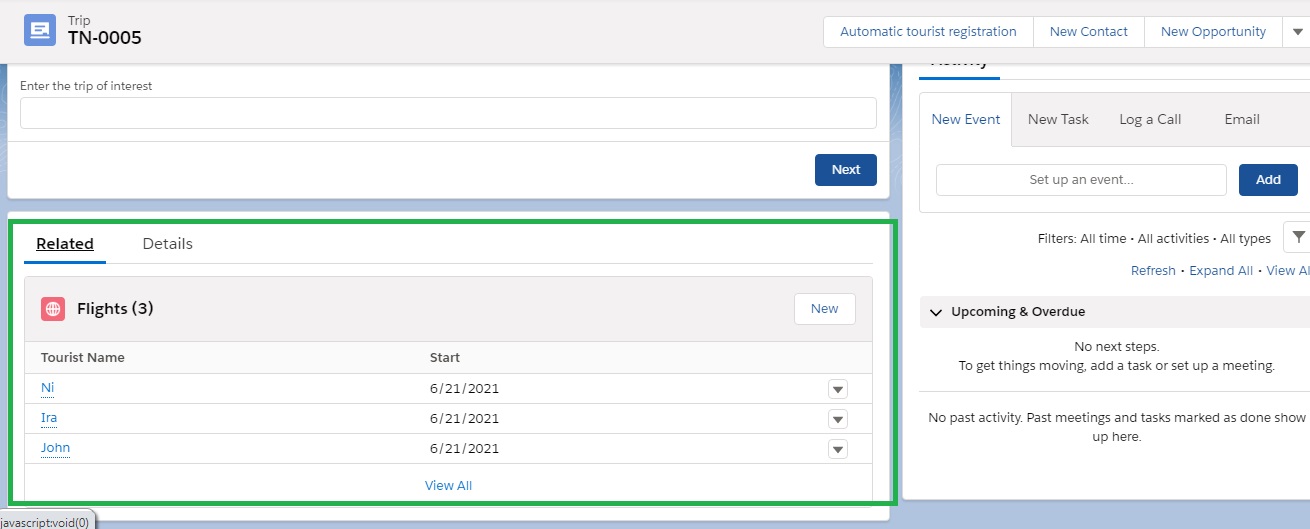 Trip
TN-0005
Automatic tourist registration
New Contact
New Opportunity
Activity
Enter the trip of interest
Next
New Event
New Task
Log a Call
Email
Set up an event...
Add
Filters: All time • All activities • All types
Refresh • Expand All • View Al
Upcoming & Overdue
No next steps.
To get things moving, add a task or set up a meeting.
No past activity. Past meetings and tasks marked as done show
up here.
Related
Details
Flights (3)
New
Tourist Name
Start
Ni
6/21/2021
Ira
6/21/2021
John
6/21/2021
View All
javascript:void(0)